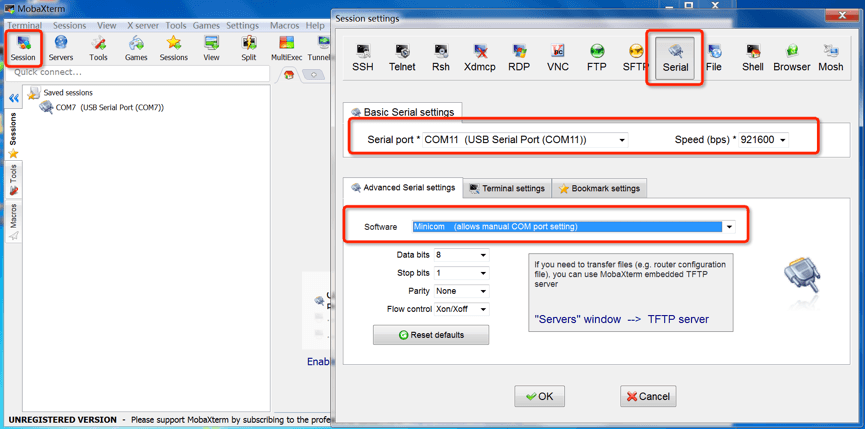 MobaXterm
Terminal Sessions View X server Tools Games Settings Macros Help
Session Servers Tools Games Sessions View Split MultiExec Tunnelin
Quick connect...
Saved sessions
COM7 (USB Serial Port (COM7))
Sessions
Tools
Macros
Enabl
UNREGISTERED VERSION - Please support MobaXterm by subscribing to the profe
Session settings
SSH Telnet Rsh Xdmcp RDP VNC FTP SFTP Serial File Shell Browser Mosh
Basic Serial settings
Serial port * COM11 (USB Serial Port (COM11)) Speed (bps) * 921600
Advanced Serial settings Terminal settings Bookmark settings
Software Minicom (allows manual COM port setting)
Data bits 8
Stop bits 1
Parity None
Flow control Xon/Xoff
Reset defaults
If you need to transfer files (e.g. router configuration
file), you can use MobaXterm embedded TFTP
server
"Servers" window --> TFTP server
OK Cancel